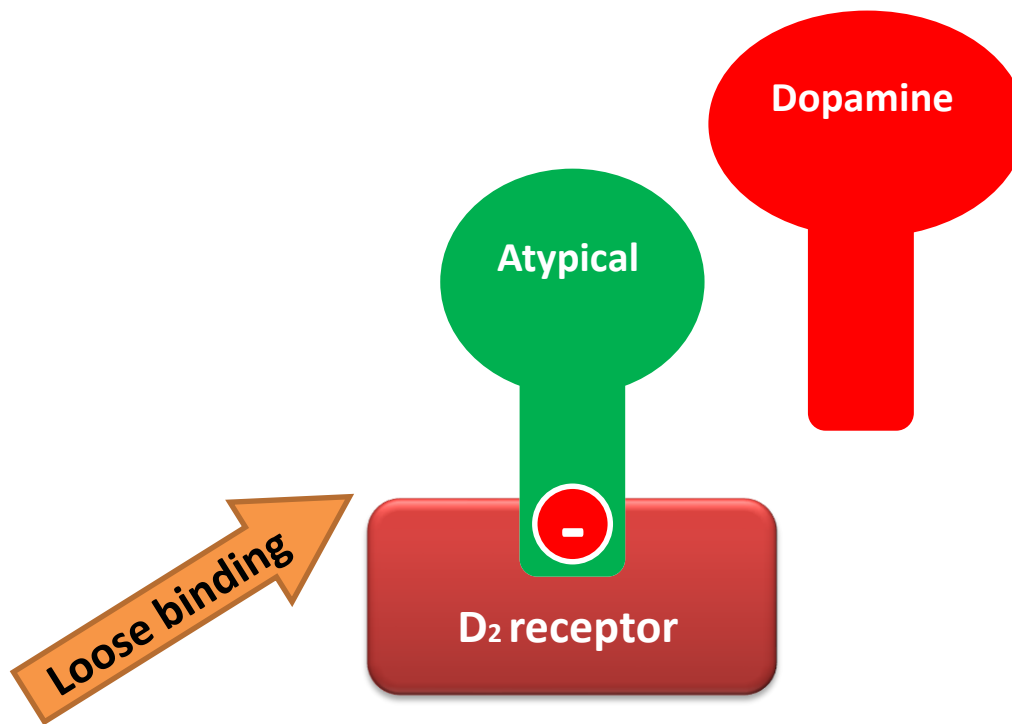 Dopamine
Atypical
-
D₂ receptor
Loose binding